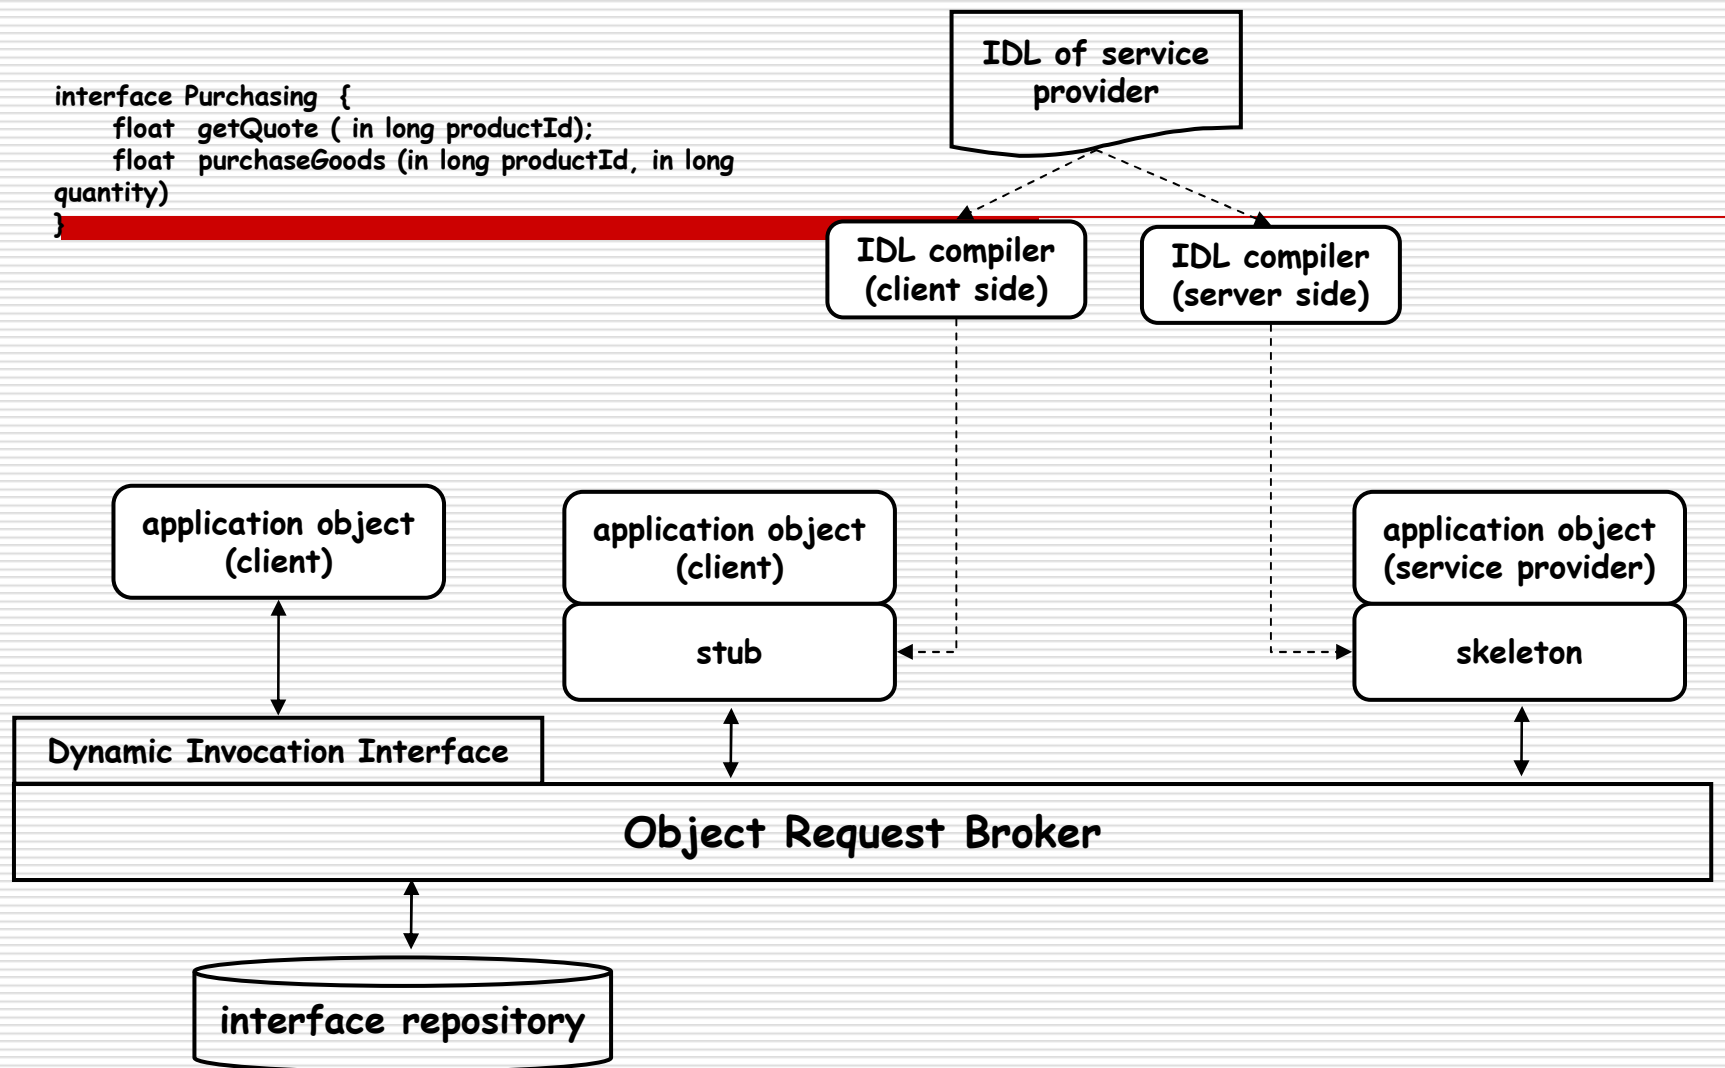 interface Purchasing {
float getQuote ( in long productId);
float purchaseGoods (in long productId, in long
quantity)
}
IDL of service
provider
IDL compiler
(client side)
IDL compiler
(server side)
application object
(client)
application object
(client)
application object
(service provider)
stub
skeleton
Dynamic Invocation Interface
Object Request Broker
interface repository